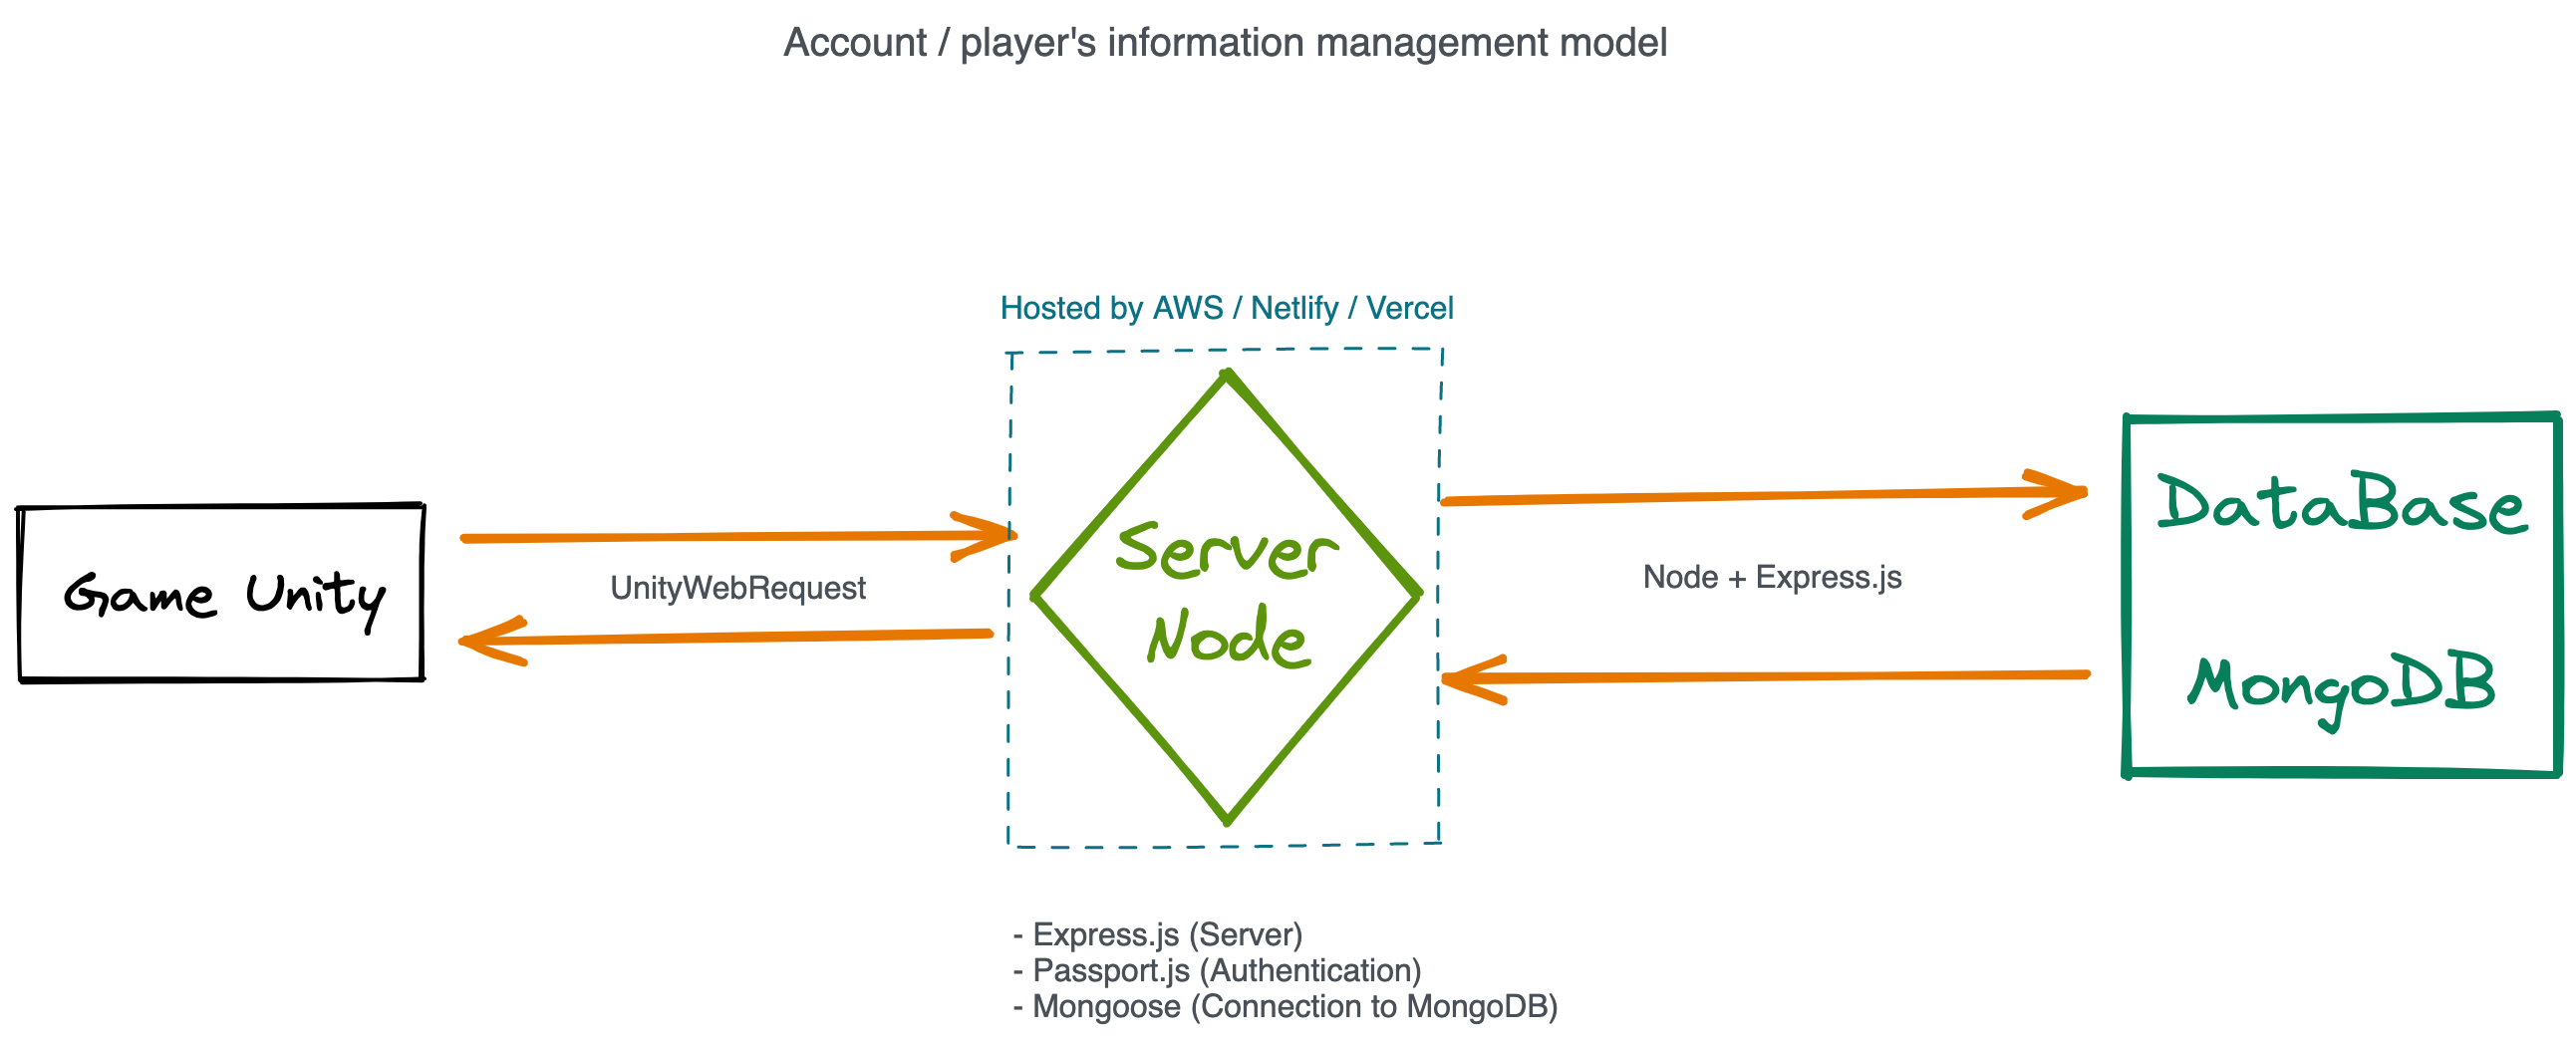 Account / player's information management model
Hosted by AWS / Netlify / Vercel
Game Unity
UnityWebRequest
Server
Node
Node + Express.js
DataBase
MongoDB
- Express.js (Server)
- Passport.js (Authentication)
- Mongoose (Connection to MongoDB)